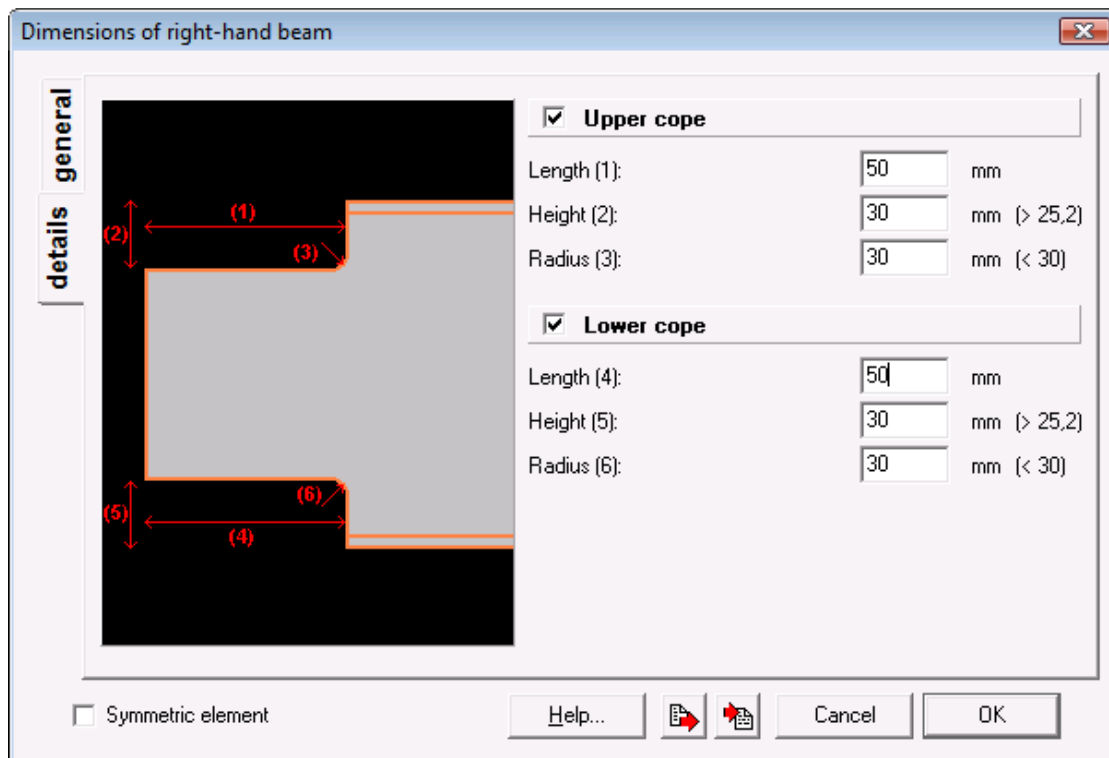 Dimensions of right-hand beam
general
details
(1)
(2)
(3)
(6)
(5)
(4)
Upper cope
Length (1): 50 mm
Height (2): 30 mm (> 25,2)
Radius (3): 30 mm (< 30)
Lower cope
Length (4): 50 mm
Height (5): 30 mm (> 25,2)
Radius (6): 30 mm (< 30)
Symmetric element
Help...
Cancel
OK